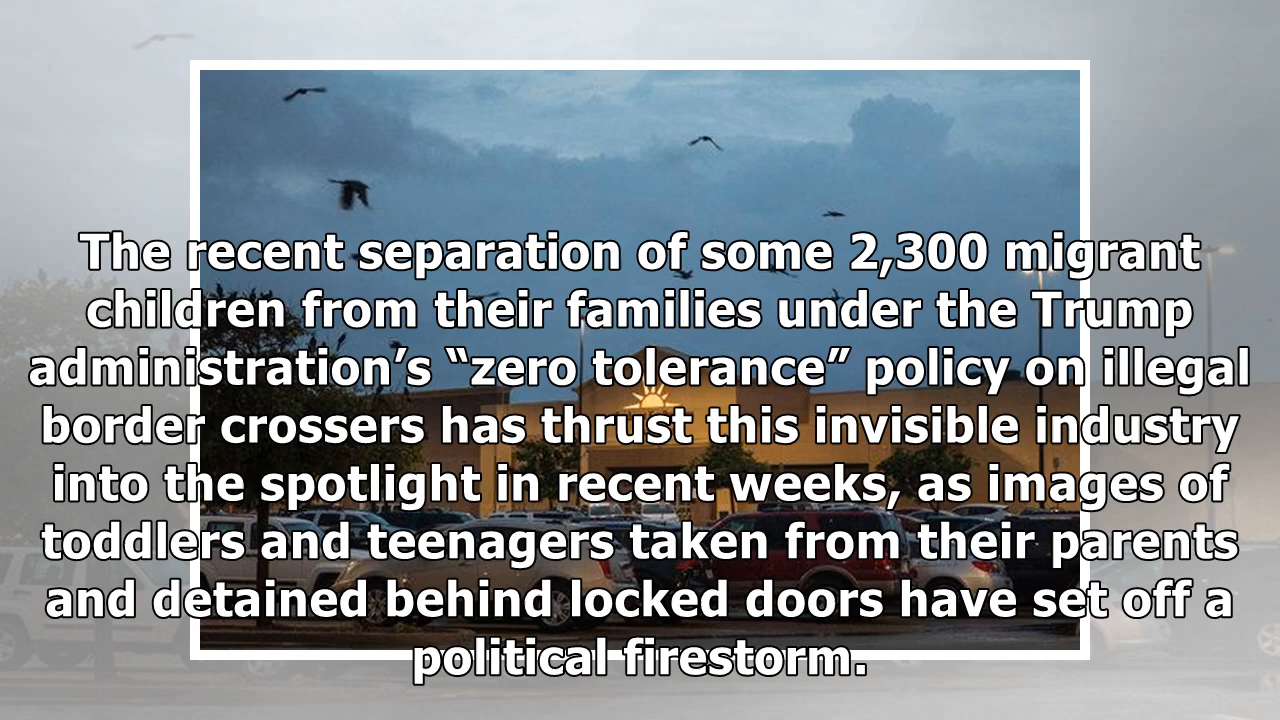 The recent separation of some 2,300 migrant
children from their families under the Trump
administration’s “zero tolerance” policy on illegal
border crossers has thrust this invisible industry
into the spotlight in recent weeks, as images of
toddlers and teenagers taken from their parents
and detained behind locked doors have set off a
political firestorm.